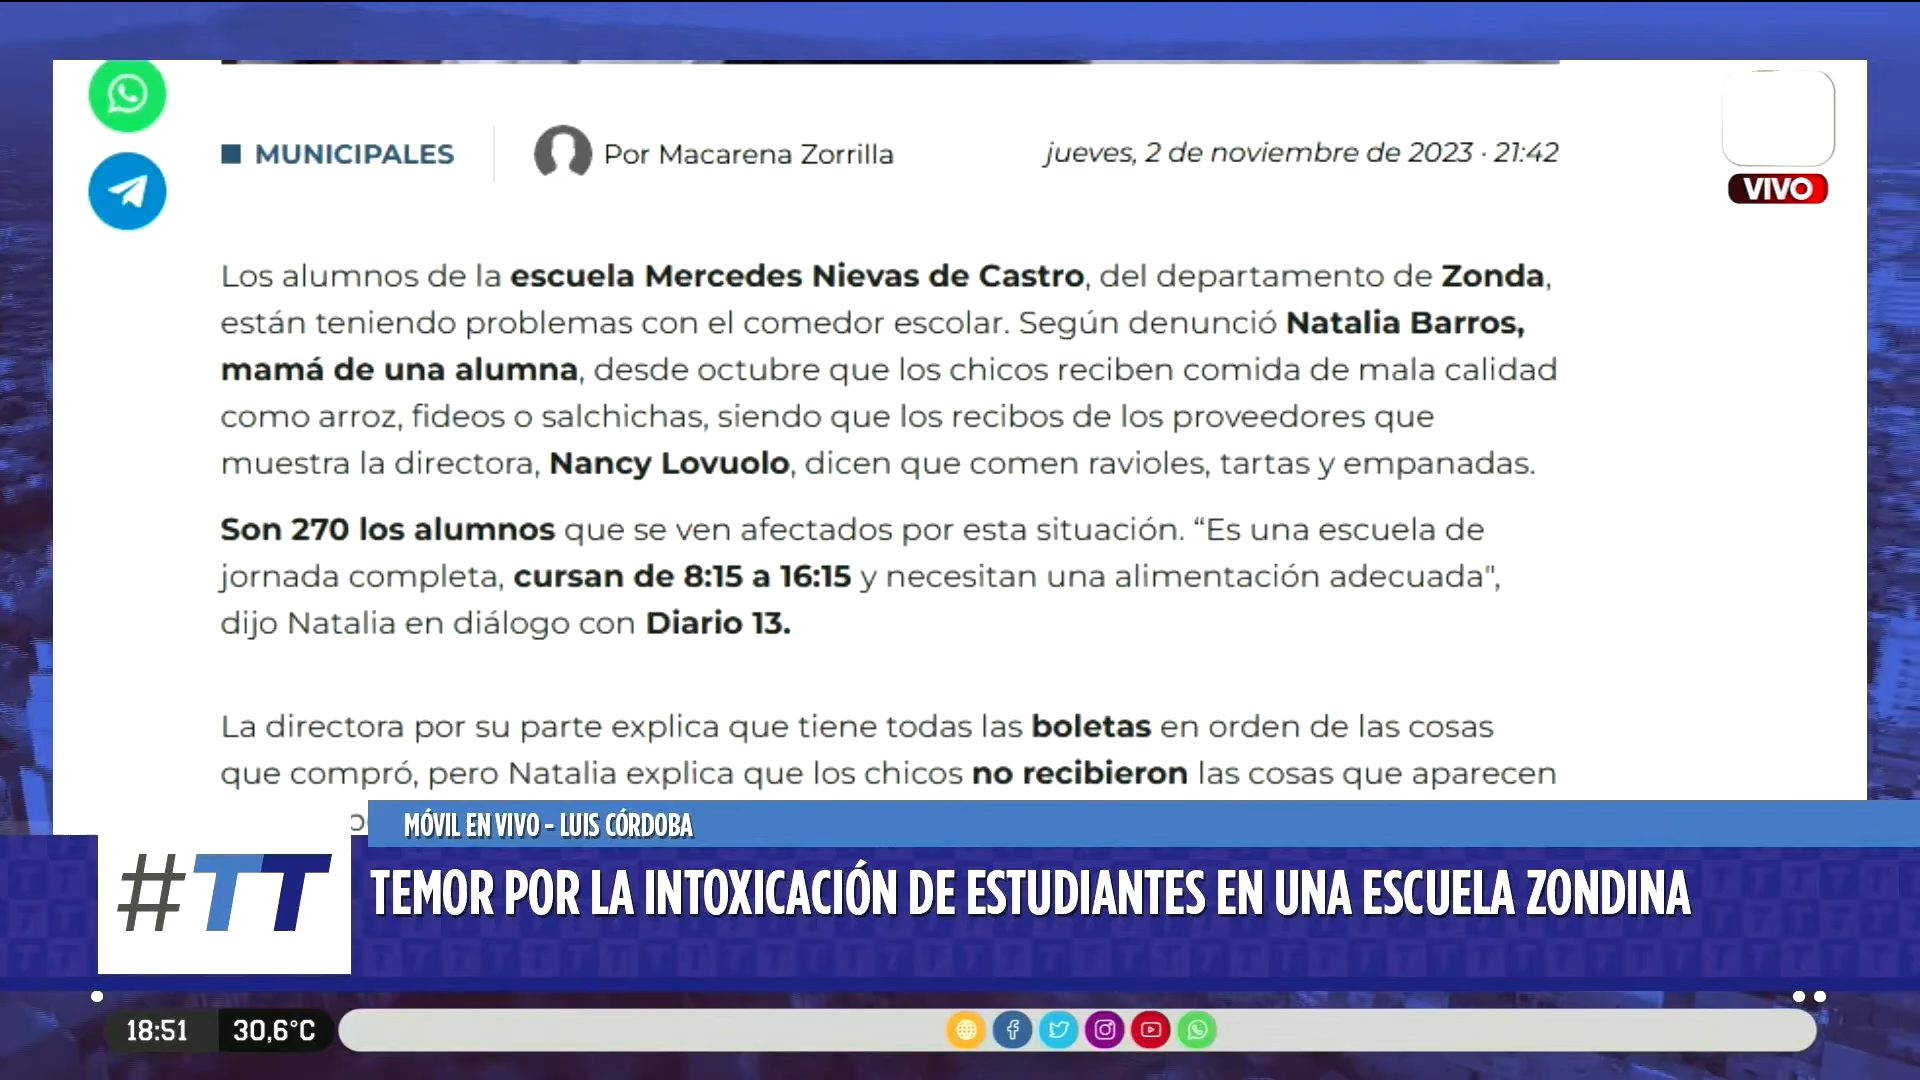 MUNICIPALES
Por Macarena Zorrilla
jueves, 2 de noviembre de 2023 · 21:42
VIVO
Los alumnos de la escuela Mercedes Nievas de Castro, del departamento de Zonda,
están teniendo problemas con el comedor escolar. Según denunció Natalia Barros,
mamá de una alumna, desde octubre que los chicos reciben comida de mala calidad
como arroz, fideos o salchichas, siendo que los recibos de los proveedores que
muestra la directora, Nancy Lovuolo, dicen que comen ravioles, tartas y empanadas.
Son 270 los alumnos que se ven afectados por esta situación. “Es una escuela de
jornada completa, cursan de 8:15 a 16:15 y necesitan una alimentación adecuada",
dijo Natalia en diálogo con Diario 13.
La directora por su parte explica que tiene todas las boletas en orden de las cosas
que compró, pero Natalia explica que los chicos no recibieron las cosas que aparecen
MÓVIL EN VIVO - LUIS CÓRDOBA
#TT
TEMOR POR LA INTOXICACIÓN DE ESTUDIANTES EN UNA ESCUELA ZONDINA
18:51
30,6°C